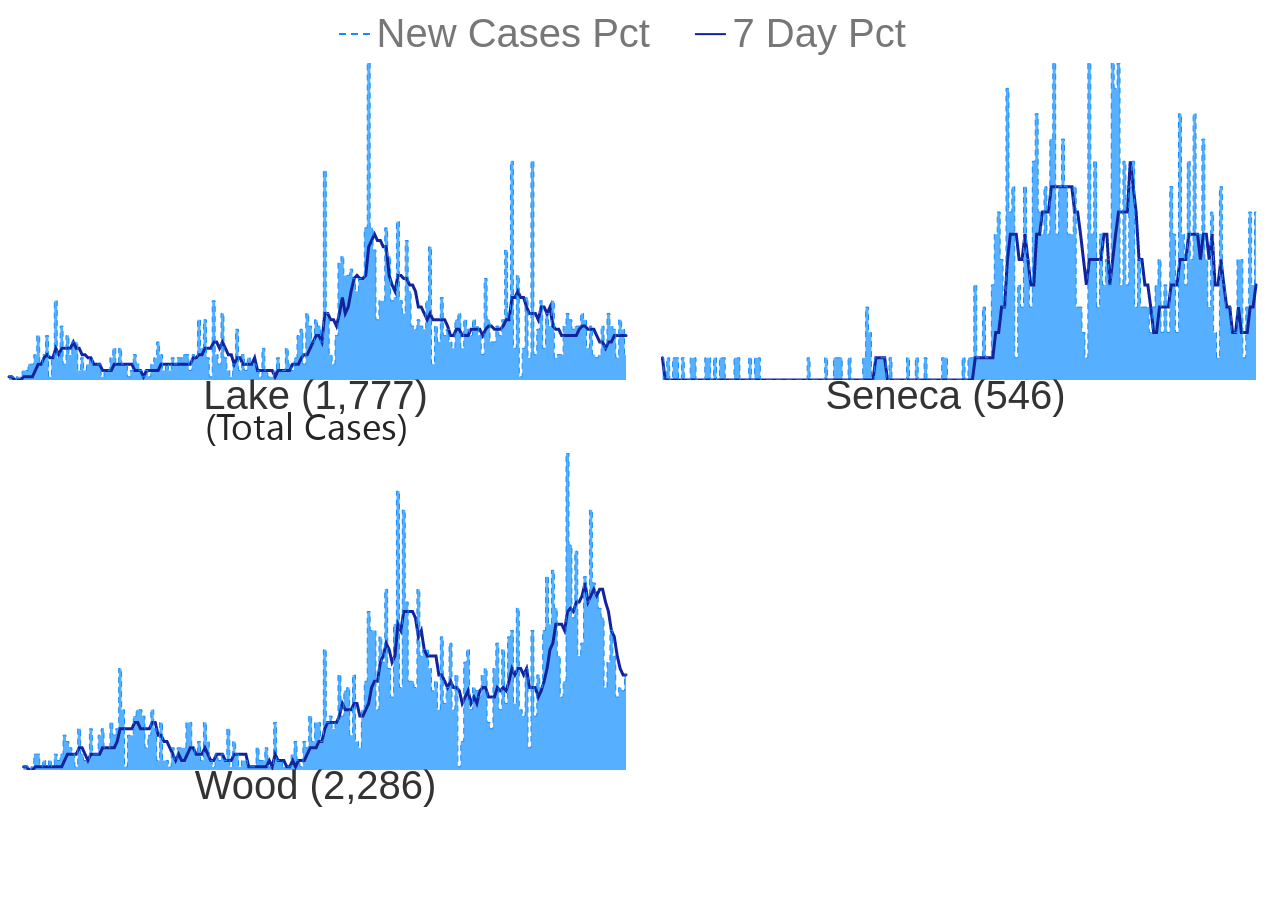 New Cases Pct 7 Day Pct
Lake (1,777)
(Total Cases)
Seneca (546)
Wood (2,286)